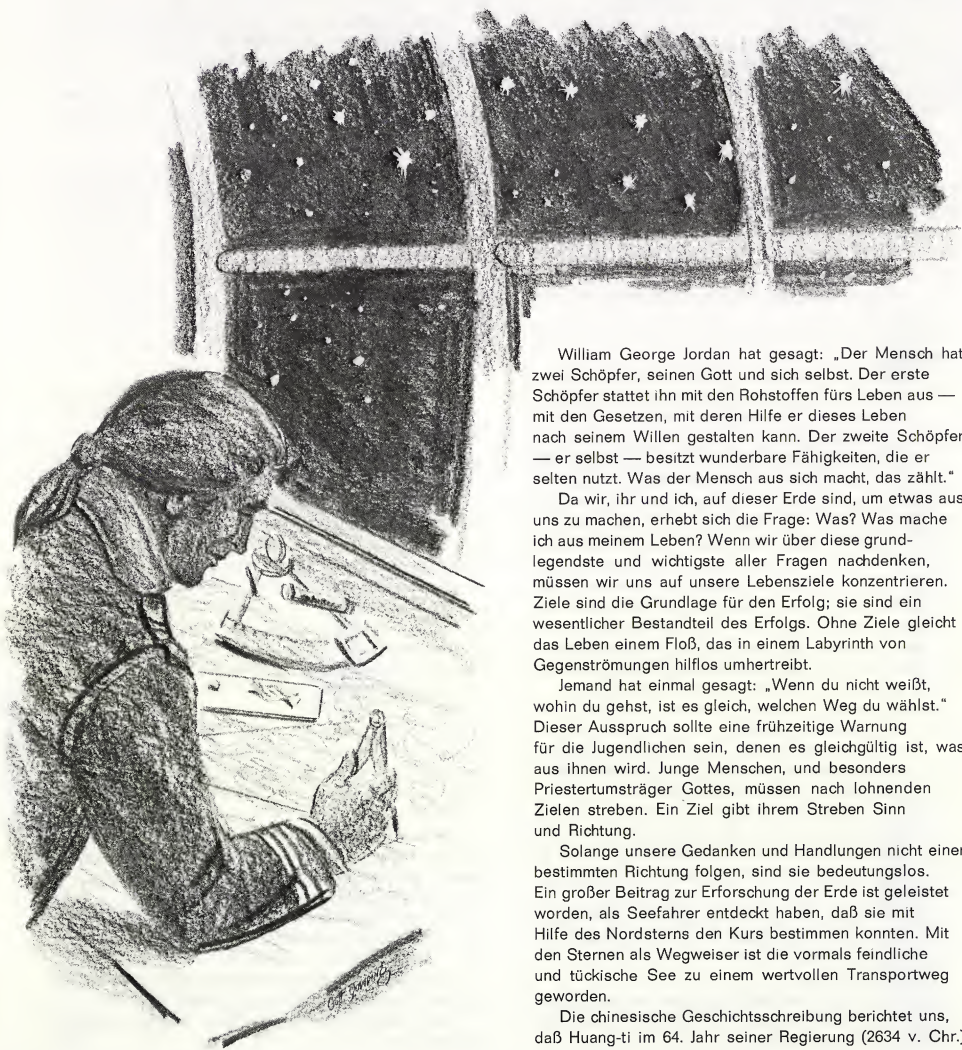 William George Jordan hat gesagt: „Der Mensch hat
zwei Schöpfer, seinen Gott und sich selbst. Der erste
Schöpfer stattet ihn mit den Rohstoffen fürs Leben aus —
mit den Gesetzen, mit deren Hilfe er dieses Leben
nach seinem Willen gestalten kann. Der zweite Schöpfer
— er selbst — besitzt wunderbare Fähigkeiten, die er
selten nutzt. Was der Mensch aus sich macht, das zählt.“
Da wir, ihr und ich, auf dieser Erde sind, um etwas aus
uns zu machen, erhebt sich die Frage: Was? Was mache
ich aus meinem Leben? Wenn wir über diese grund-
legendste und wichtigste aller Fragen nachdenken,
müssen wir uns auf unsere Lebensziele konzentrieren.
Ziele sind die Grundlage für den Erfolg; sie sind ein
wesentlicher Bestandteil des Erfolgs. Ohne Ziele gleicht
das Leben einem Floß, das in einem Labyrinth von
Gegenströmungen hilflos umhertreibt.
Jemand hat einmal gesagt: „Wenn du nicht weißt,
wohin du gehst, ist es gleich, welchen Weg du wählst.“
Dieser Ausspruch sollte eine frühzeitige Warnung
für die Jugendlichen sein, denen es gleichgültig ist, was
aus ihnen wird. Junge Menschen, und besonders
Priestertumsträger Gottes, müssen nach lohnenden
Zielen streben. Ein Ziel gibt ihrem Streben Sinn
und Richtung.
Solange unsere Gedanken und Handlungen nicht einer
bestimmten Richtung folgen, sind sie bedeutungslos.
Ein großer Beitrag zur Erforschung der Erde ist geleistet
worden, als Seefahrer entdeckt haben, daß sie mit
Hilfe des Nordsterns den Kurs bestimmen konnten. Mit
den Sternen als Wegweiser ist die vormals feindliche
und tückische See zu einem wertvollen Transportweg
geworden.
Die chinesische Geschichtsschreibung berichtet uns,
daß Huang-ti im 64. Jahr seiner Regierung (2634 v. Chr.)